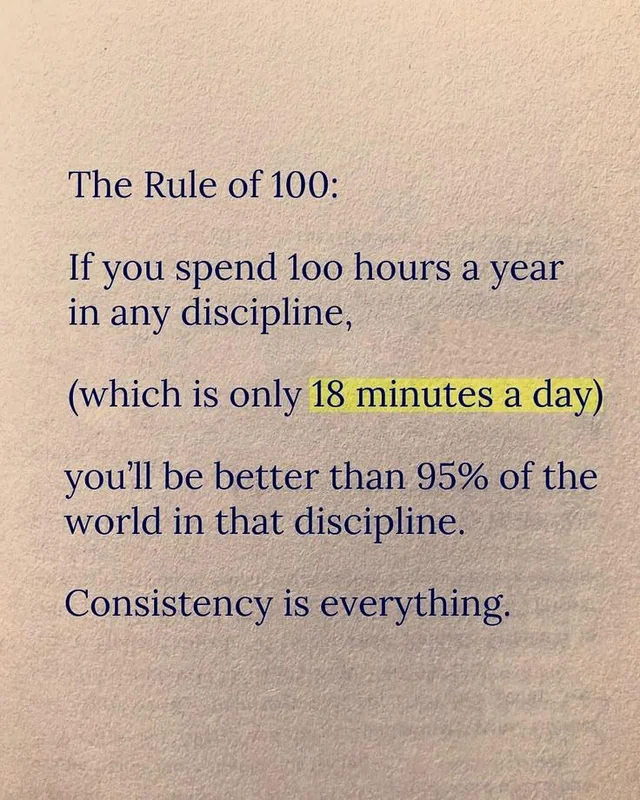 The Rule of 100:
If you spend 1oo hours a year
in any discipline,
(which is only 18 minutes a day)
you'll be better than 95% of the
world in that discipline.
Consistency is everything.